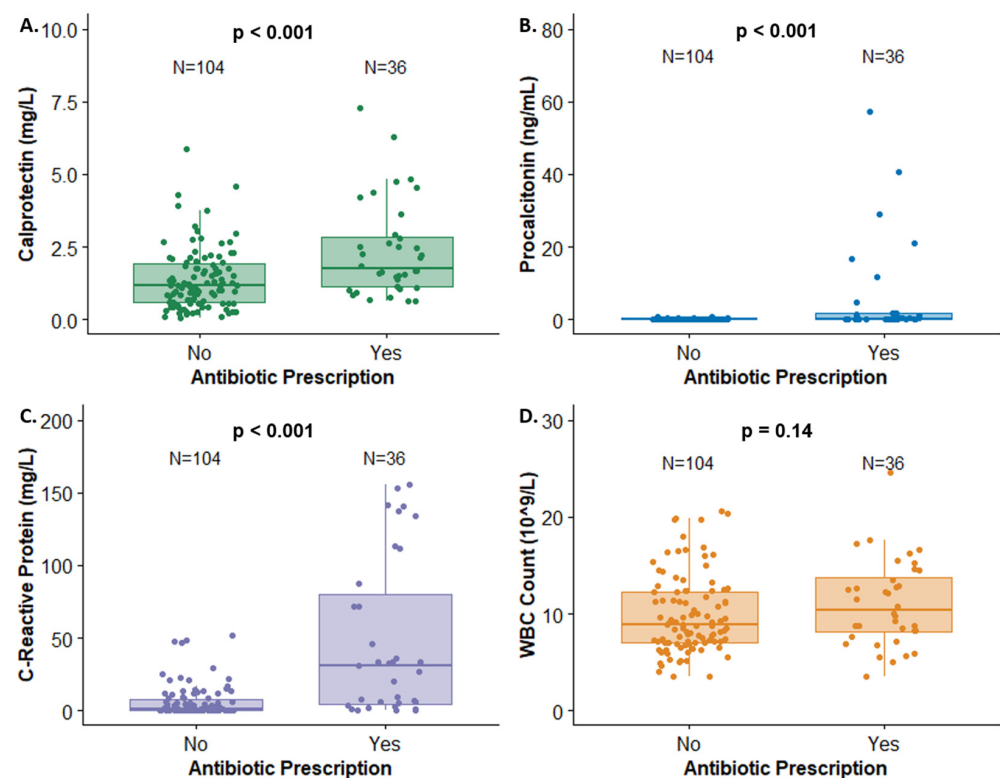 A.
p < 0.001
N=104 N=36
Calprotectin (mg/L)
10.0
7.5
5.0
2.5
0.0
No Yes
Antibiotic Prescription
B.
p < 0.001
N=104 N=36
Procalcitonin (ng/mL)
80
60
40
20
0
No Yes
Antibiotic Prescription
C.
p < 0.001
N=104 N=36
C-Reactive Protein (mg/L)
200
150
100
50
0
No Yes
Antibiotic Prescription
D.
p = 0.14
N=104 N=36
WBC Count (10^9/L)
30
20
10
0
No Yes
Antibiotic Prescription